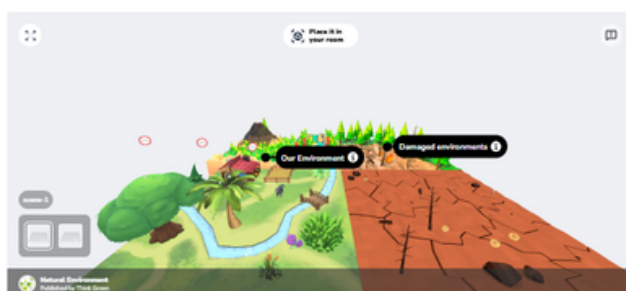 Place it in
your room
Our Environment
Damaged environments
scene-1
Natural Environment
Published by Think Green